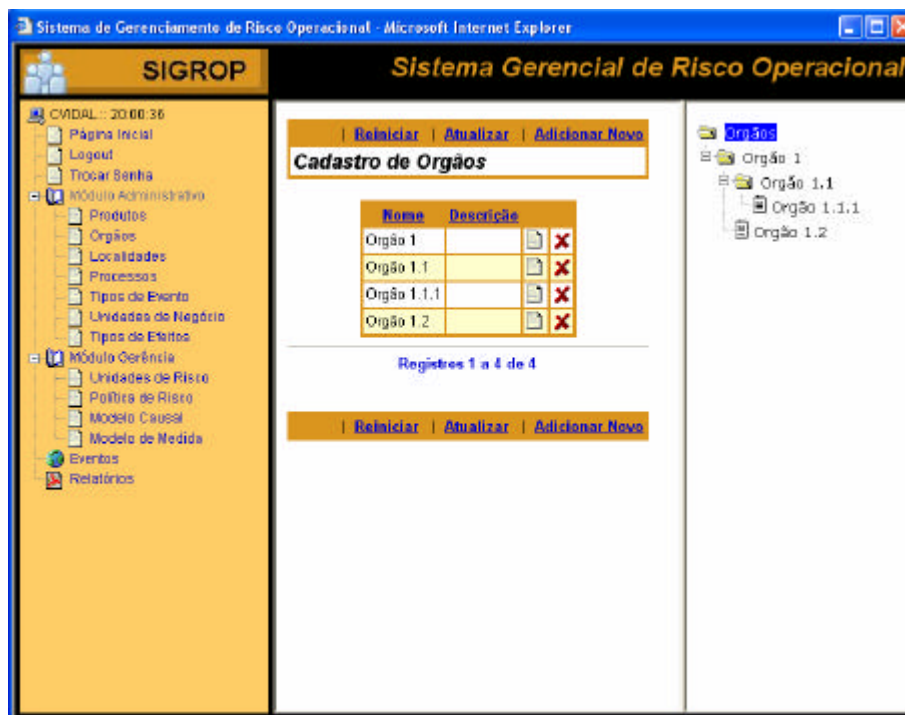 Sistema de Gerenciamento de Risco Operacional - Microsoft Internet Explorer
SIGROP
Sistema Gerencial de Risco Operacional
CVIDAL :: 20:00:36
Página Inicial
Logout
Trocar Senha
Módulo Administrativo
Produtos
Orgãos
Localidades
Processos
Tipos de Evento
Unidades de Negócio
Tipos de Efeitos
Módulo Gerência
Unidades de Risco
Política de Risco
Modelo Causal
Modelo de Medida
Eventos
Relatórios
| Reiniciar | Atualizar | Adicionar Novo
Cadastro de Orgãos
Nome Descrição
Orgão 1
Orgão 1.1
Orgão 1.1.1
Orgão 1.2
Registros 1 a 4 de 4
| Reiniciar | Atualizar | Adicionar Novo
Orgãos
Orgão 1
Orgão 1.1
Orgão 1.1.1
Orgão 1.2